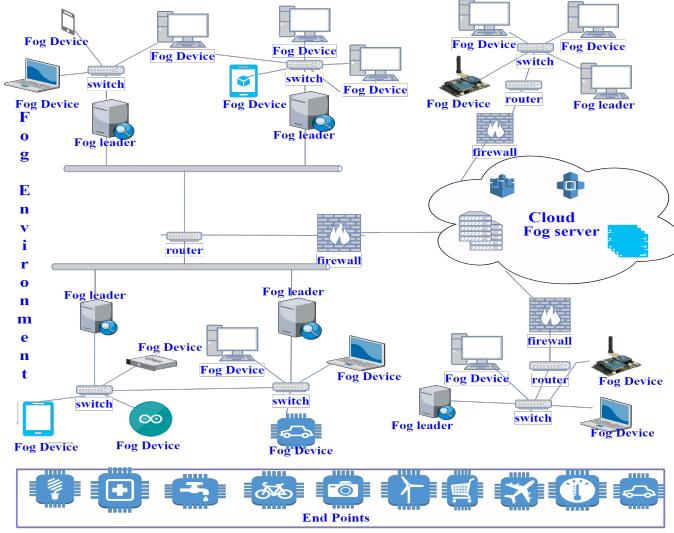 Fog Device
Fog Device
Fog Device
Fog Device
Fog Device
switch
switch
switch
Fog Device
Fog Device
Fog Device
Fog Device
router
Fog leader
Fog Environment
Fog leader
Fog leader
firewall
Cloud
Fog server
router
firewall
Fog leader
Fog leader
firewall
Fog Device
Fog Device
Fog Device
Fog Device
router
Fog Device
switch
switch
switch
Fog leader
Fog Device
Fog Device
Fog Device
Fog Device
End Points